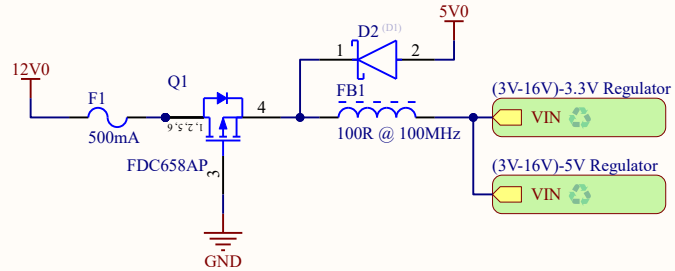 5V0
D2 (D1)
1
2
12V0
Q1
F1
4
FB1
(3V-16V)-3.3V Regulator
VIN
500mA
1, 2, 5, 6
100R @ 100MHz
FDC658AP
3
(3V-16V)-5V Regulator
VIN
GND